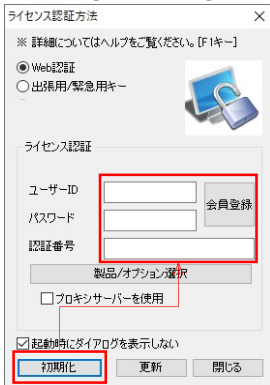 ライセンス認証方法
※ 詳細についてはヘルプをご覧ください。[F1キー]
Web認証
出張用/緊急用キー
ライセンス認証
ユーザーID
会員登録
パスワード
認証番号
製品/オプション選択
プロキシサーバーを使用
起動時にダイアログを表示しない
初期化 更新 閉じる